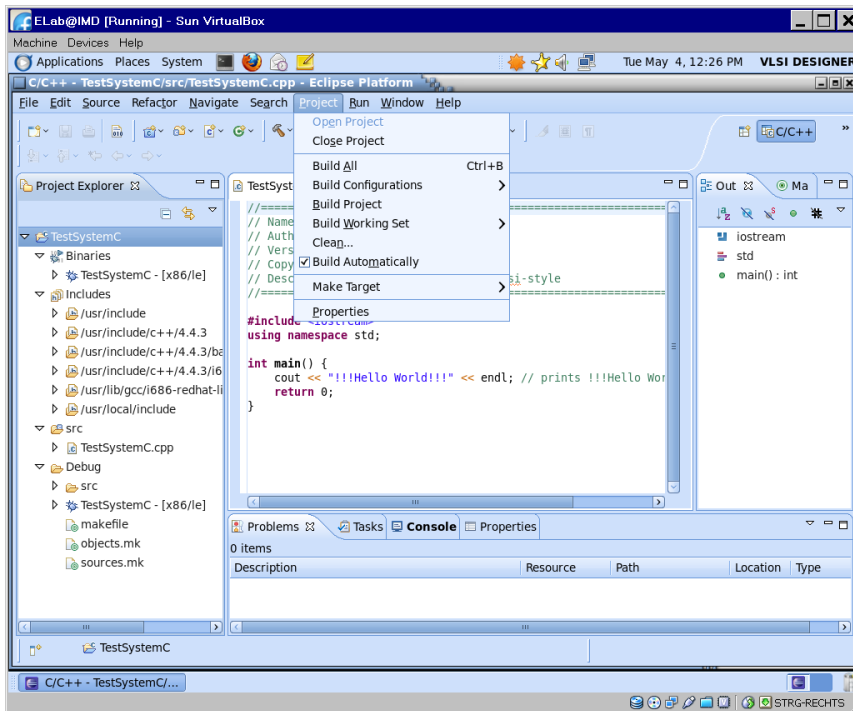 ELab@IMD [Running] - Sun VirtualBox
Machine Devices Help
Applications Places System Tue May 4, 12:26 PM VLSI DESIGNER
C/C++ - TestSystemC/src/TestSystemC.cpp - Eclipse Platform
File Edit Source Refactor Navigate Search Project Run Window Help
Open Project
Close Project
Build All Ctrl+B
Build Configurations
Build Project
Build Working Set
Clean...
Build Automatically
Make Target
Properties
C/C++ »
Project Explorer
TestSystemC
Binaries
TestSystemC - [x86/le]
Includes
/usr/include
/usr/include/c++/4.4.3
/usr/include/c++/4.4.3/ba
/usr/include/c++/4.4.3/i6
/usr/lib/gcc/i686-redhat-li
/usr/local/include
src
TestSystemC.cpp
Debug
src
TestSystemC - [x86/le]
makefile
objects.mk
sources.mk
TestSyst
// Name
// Auth
// Vers
// Copy
// Desc si-style
#include <iostream>
using namespace std;
int main() {
cout << "!!!Hello World!!!" << endl; // prints !!!Hello Wor
return 0;
}
Out Ma
iostream
std
main() : int
Problems Tasks Console Properties
0 items
Description Resource Path Location Type
TestSystemC
C/C++ - TestSystemC/...
STRG-RECHTS